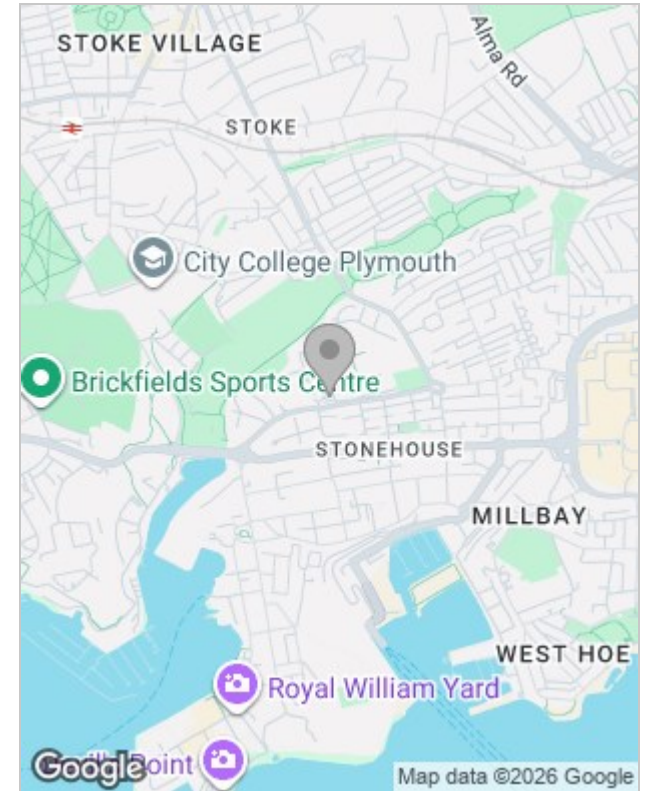 STOKE VILLAGE
Alma Rd
STOKE
City College Plymouth
Brickfields Sports Centre
STONEHOUSE
MILLBAY
WEST HOE
Royal William Yard
Point
Google
Map data ©2026 Google